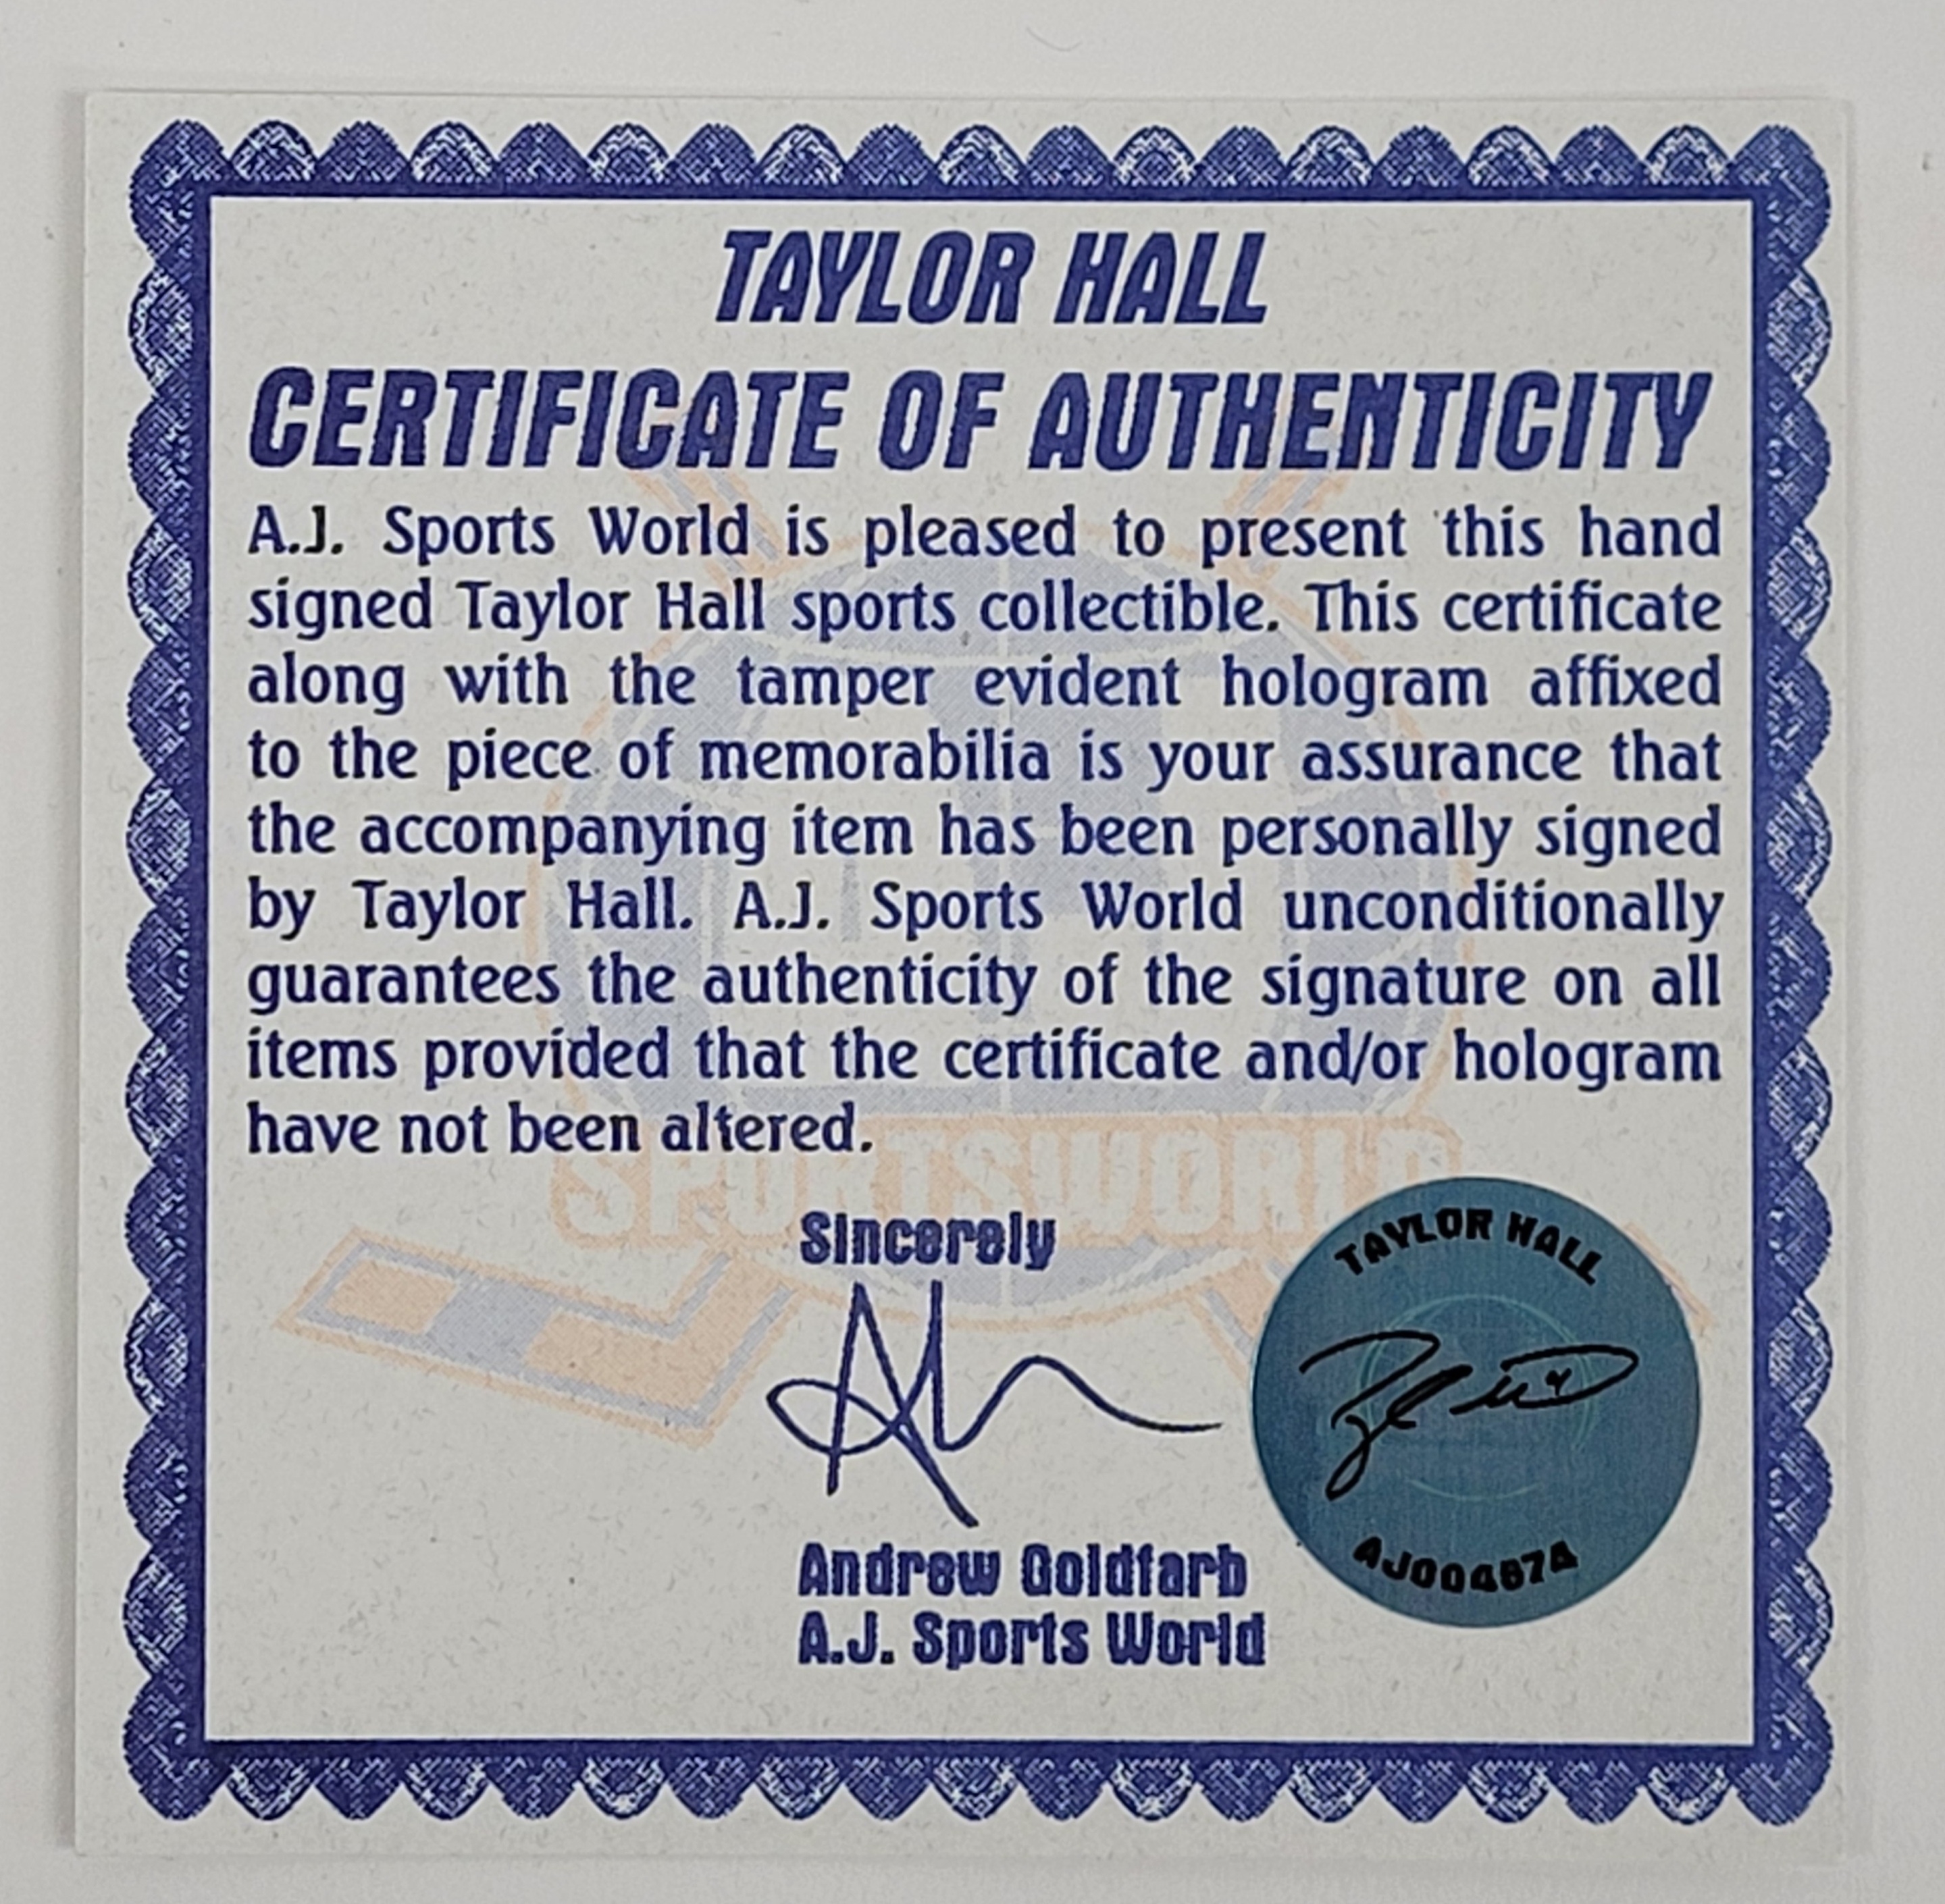 TAYLOR HALL
CERTIFICATE OF AUTHENTICITY
A.J. Sports World is pleased to present this hand
signed Taylor Hall sports collectible. This certificate
along with the tamper evident hologram affixed
to the piece of memorabilia is your assurance that
the accompanying item has been personally signed
by Taylor Hall. A.J. Sports World unconditionally
guarantees the authenticity of the signature on all
items provided that the certificate and/or hologram
have not been altered.
SPORTSWORLD
Sincerely
Andrew Goldfarb
A.J. Sports World
TAYLOR HALL
4